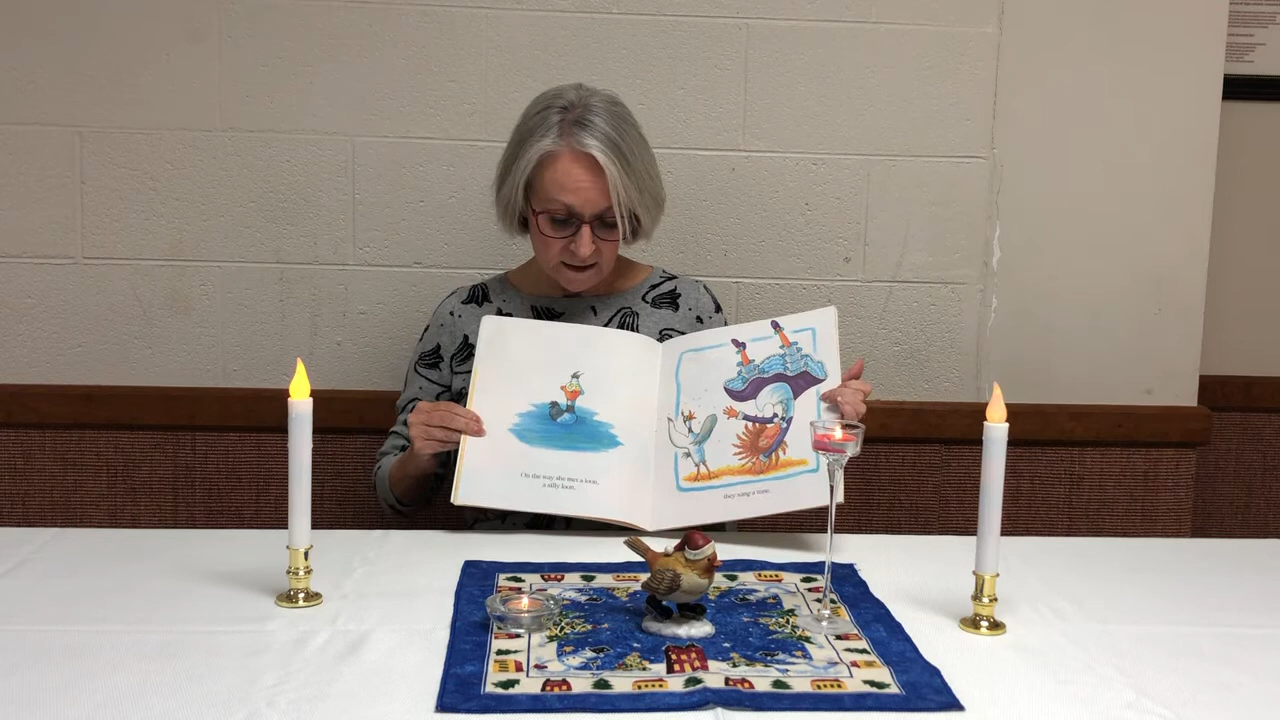 On the way she met a loon,
a silly loon.
they sang a tune.